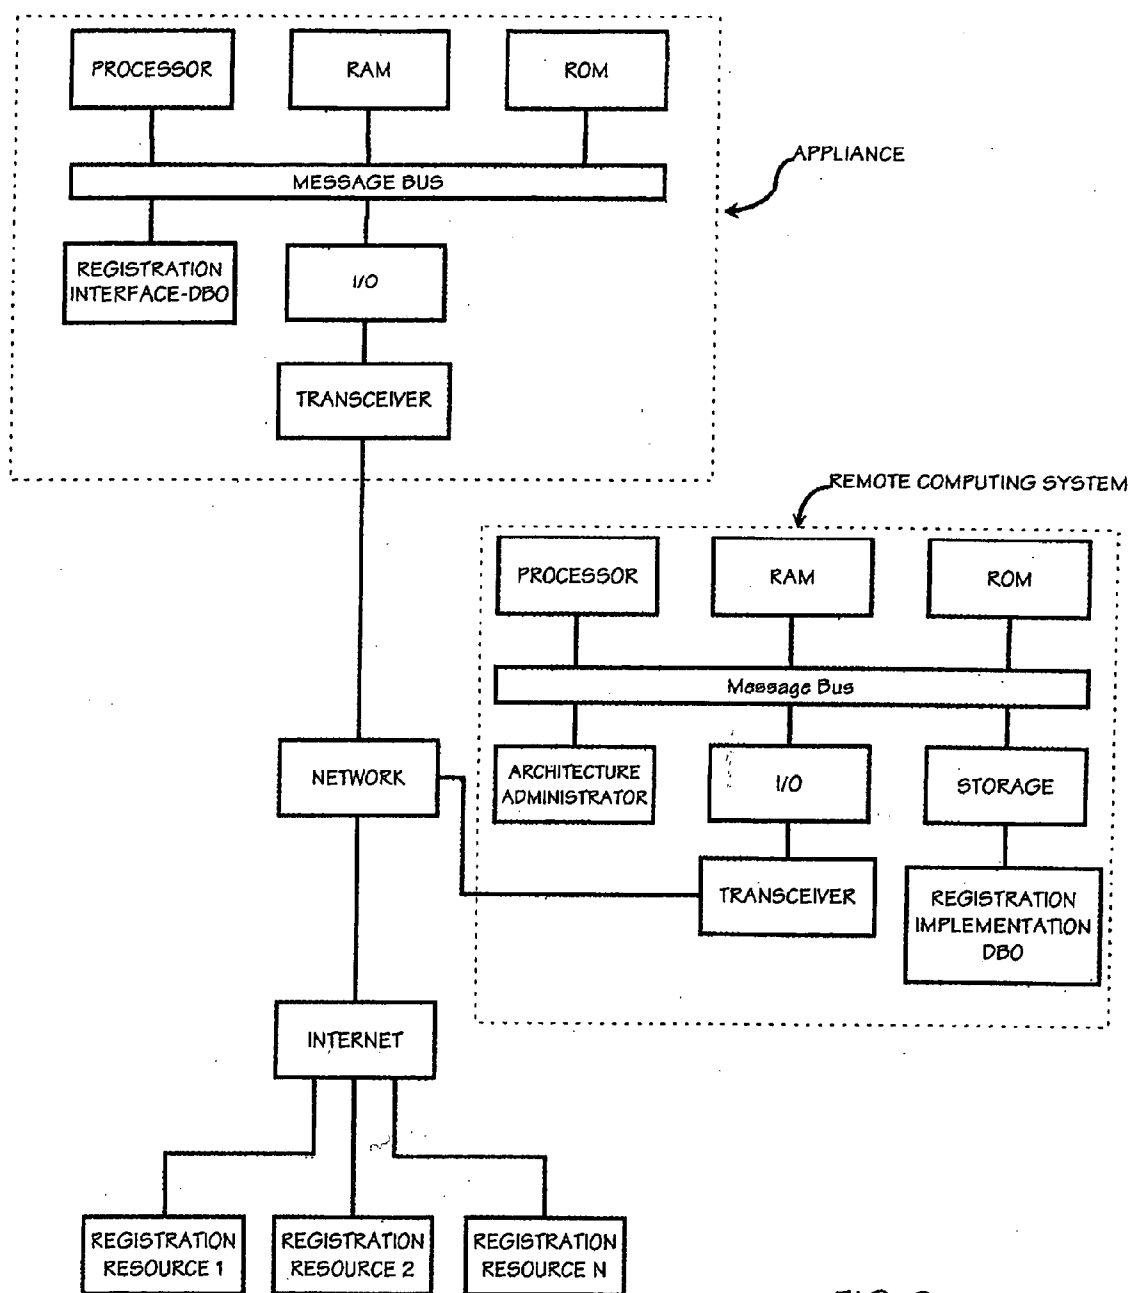 PROCESSOR
RAM
ROM
APPLIANCE
MESSAGE BUS
REGISTRATION
INTERFACE-DBO
I/O
TRANSCEIVER
REMOTE COMPUTING SYSTEM
PROCESSOR
RAM
ROM
Message Bus
NETWORK
ARCHITECTURE
ADMINISTRATOR
I/O
STORAGE
TRANSCEIVER
REGISTRATION
IMPLEMENTATION
DBO
INTERNET
REGISTRATION
RESOURCE 1
REGISTRATION
RESOURCE 2
REGISTRATION
RESOURCE N